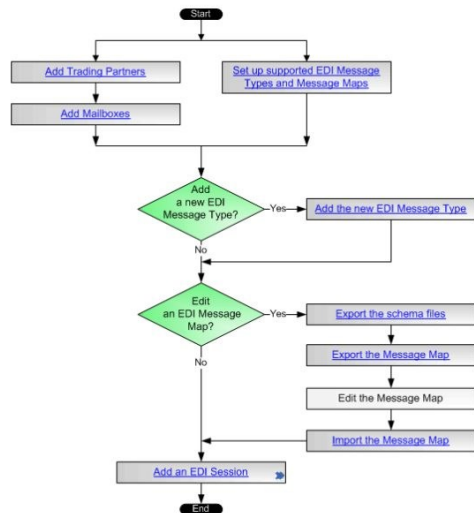 Start
Add Trading Partners
Set up supported EDI Message
Types and Message Maps
Add Mailboxes
Add
a new EDI
Message Type?
Yes
Add the new EDI Message Type
No
Edit
an EDI Message
Map?
Yes
Export the schema files
Export the Message Map
No
Edit the Message Map
Import the Message Map
Add an EDI Session
End